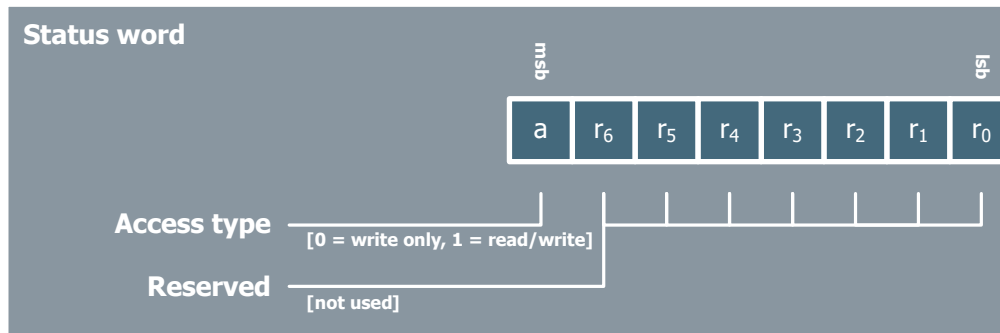 Status word
msb lsb
a r₆ r₅ r₄ r₃ r₂ r₁ r₀
Access type
[0 = write only, 1 = read/write]
Reserved
[not used]